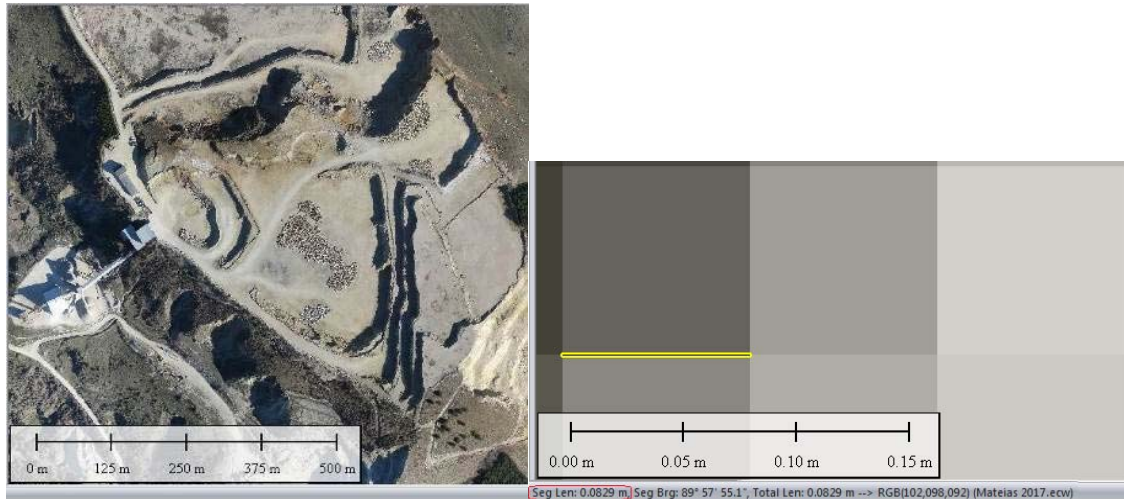 0 m 125 m 250 m 375 m 500 m
0.00 m 0.05 m 0.10 m 0.15 m
Seg Len: 0.0829 m, Seg Brg: 89° 57' 55.1", Total Len: 0.0829 m --> RGB(102,098,092) (Mateias 2017.ecw)